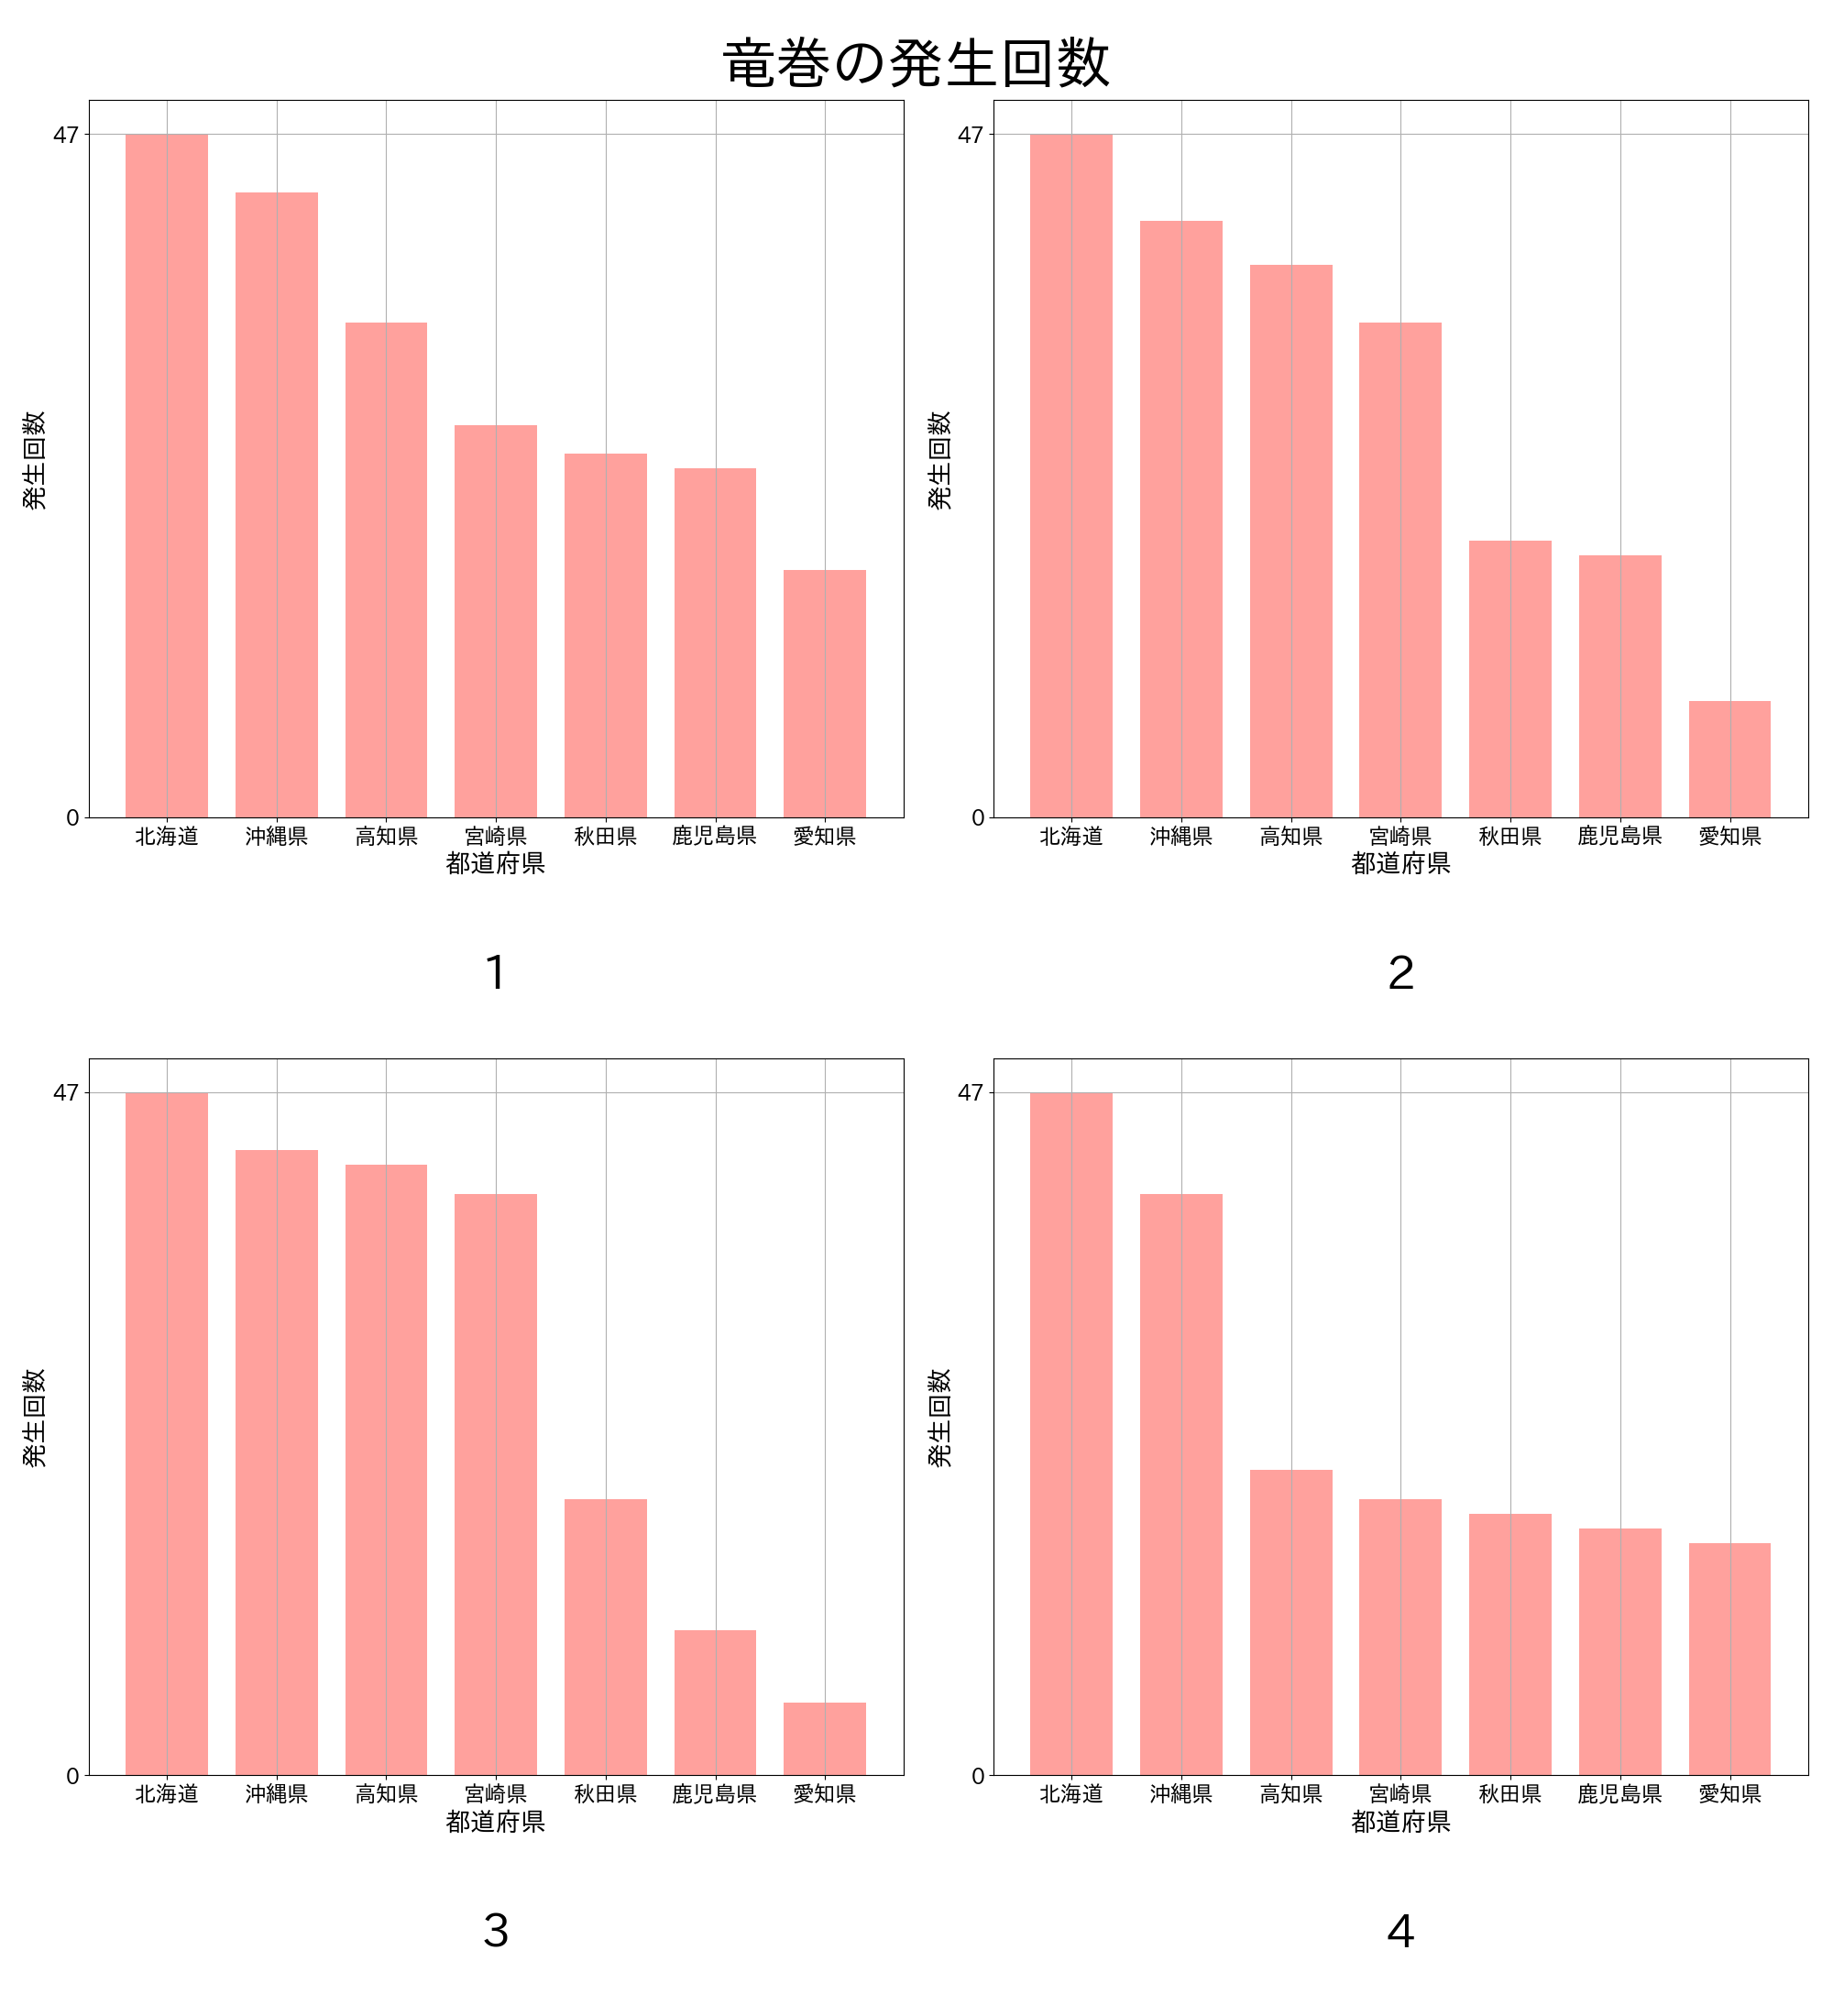 竜巻の発生回数
47
0
発生回数
北海道 沖縄県 高知県 宮崎県 秋田県 鹿児島県 愛知県
都道府県
1
47
0
発生回数
北海道 沖縄県 高知県 宮崎県 秋田県 鹿児島県 愛知県
都道府県
2
47
0
発生回数
北海道 沖縄県 高知県 宮崎県 秋田県 鹿児島県 愛知県
都道府県
3
47
0
発生回数
北海道 沖縄県 高知県 宮崎県 秋田県 鹿児島県 愛知県
都道府県
4